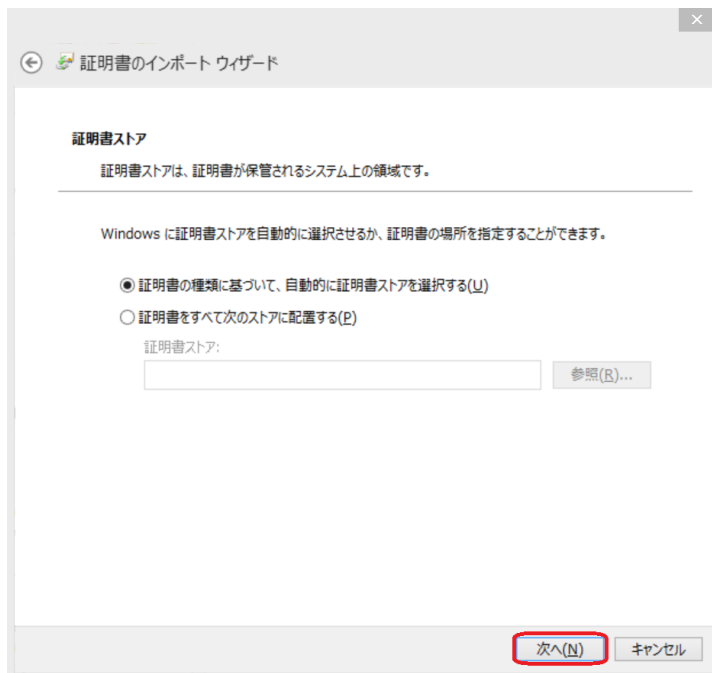 証明書のインポート ウィザード
証明書ストア
証明書ストアは、証明書が保管されるシステム上の領域です。
Windows に証明書ストアを自動的に選択させるか、証明書の場所を指定することができます。
証明書の種類に基づいて、自動的に証明書ストアを選択する(U)
証明書をすべて次のストアに配置する(P)
証明書ストア:
参照(R)...
次へ(N)
キャンセル